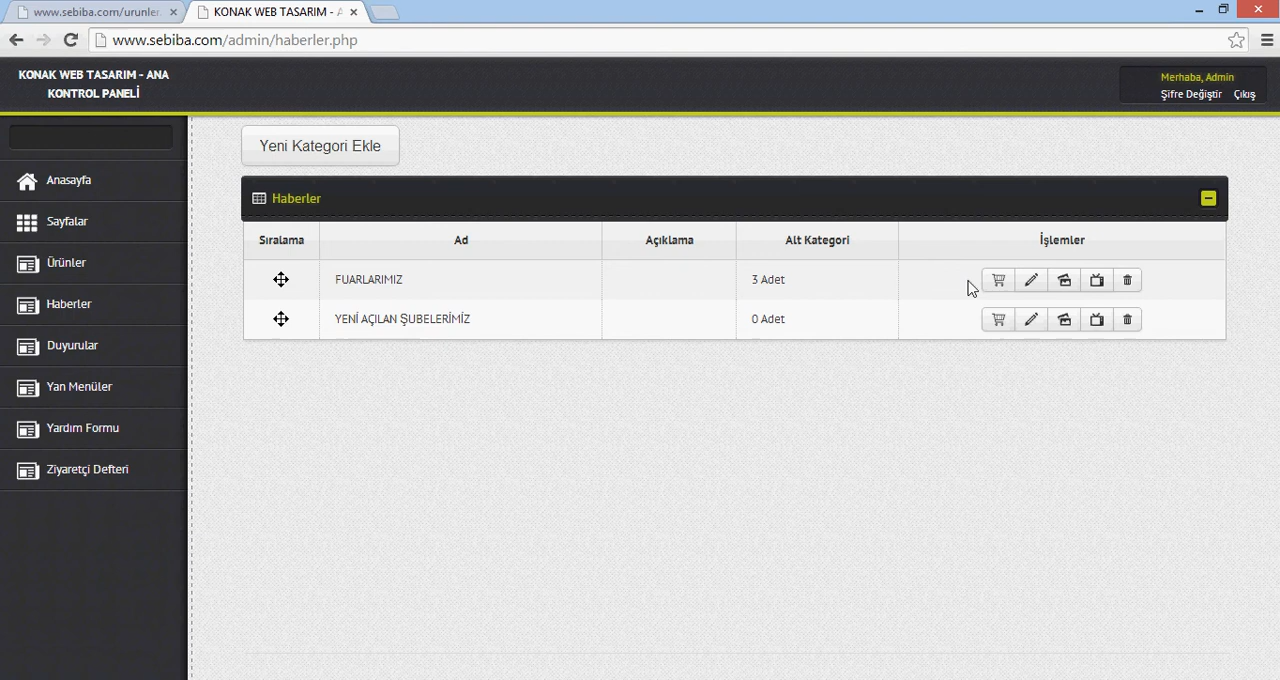 www.sebiba.com/urunler.
KONAK WEB TASARIM - A
www.sebiba.com/admin/haberler.php
KONAK WEB TASARIM - ANA
KONTROL PANELİ
Merhaba, Admin
Şifre Değiştir Çıkış
Anasayfa
Sayfalar
Ürünler
Haberler
Duyurular
Yan Menüler
Yardım Formu
Ziyaretçi Defteri
Yeni Kategori Ekle
Haberler
Sıralama Ad Açıklama Alt Kategori İşlemler
FUARLARIMIZ 3 Adet
YENİ AÇILAN ŞUBELERİMİZ 0 Adet